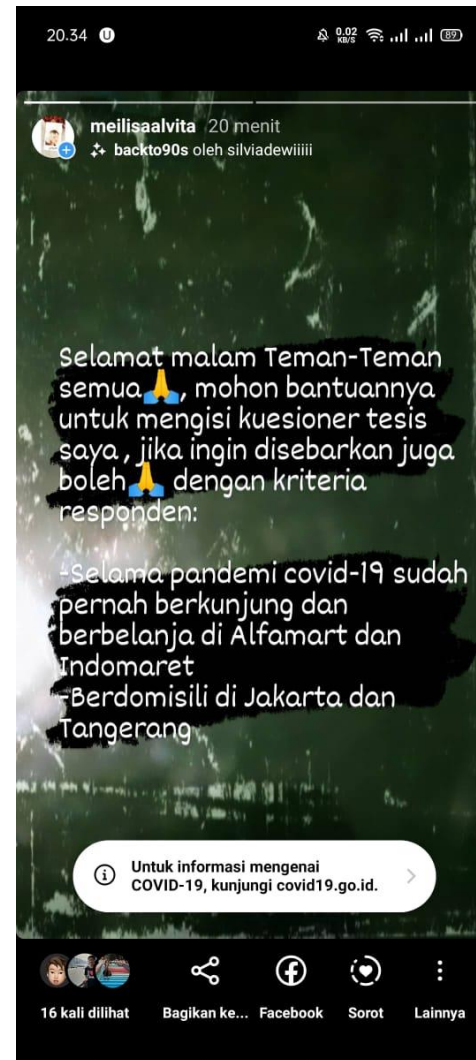 20.34
0.02
KB/S
89
meilisaalvita 20 menit
backto90s oleh silviadewiiiii
Selamat malam Teman-Teman
semua🙏, mohon bantuannya
untuk mengisi kuesioner tesis
saya , jika ingin disebarkan juga
boleh🙏 dengan kriteria
responden:
-Selama pandemi covid-19 sudah
pernah berkunjung dan
berbelanja di Alfamart dan
Indomaret
-Berdomisili di Jakarta dan
Tangerang
Untuk informasi mengenai
COVID-19, kunjungi covid19.go.id.
16 kali dilihat Bagikan ke... Facebook Sorot Lainnya